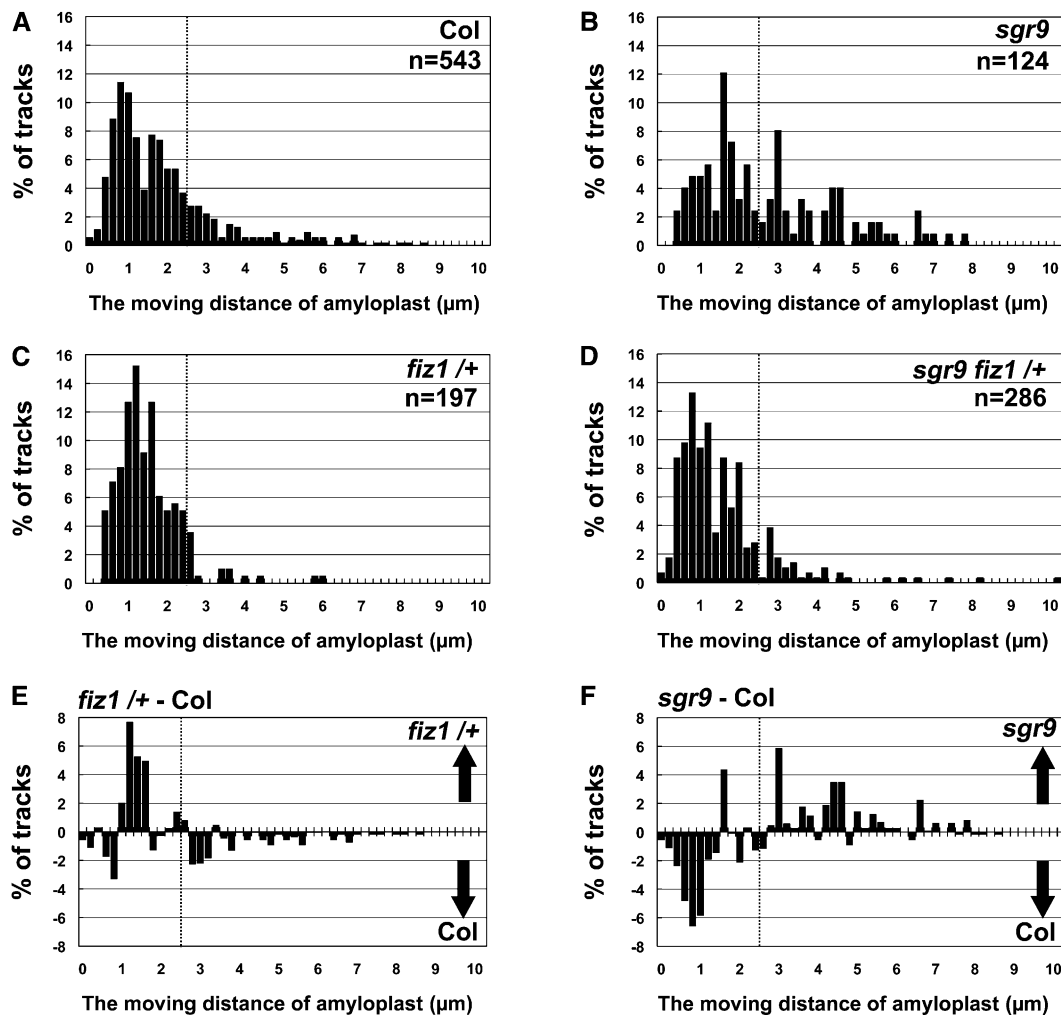 A
Col
n=543
% of tracks
16
14
12
10
8
6
4
2
0
0 1 2 3 4 5 6 7 8 9 10
The moving distance of amyloplast (µm)
B
sgr9
n=124
% of tracks
16
14
12
10
8
6
4
2
0
0 1 2 3 4 5 6 7 8 9 10
The moving distance of amyloplast (µm)
C
fiz1 /+
n=197
% of tracks
16
14
12
10
8
6
4
2
0
0 1 2 3 4 5 6 7 8 9 10
The moving distance of amyloplast (µm)
D
sgr9 fiz1 /+
n=286
% of tracks
16
14
12
10
8
6
4
2
0
0 1 2 3 4 5 6 7 8 9 10
The moving distance of amyloplast (µm)
E
fiz1 /+ - Col
fiz1 /+
% of tracks
8
6
4
2
0
-2
-4
-6
-8
Col
0 1 2 3 4 5 6 7 8 9 10
The moving distance of amyloplast (µm)
F
sgr9 - Col
sgr9
% of tracks
8
6
4
2
0
-2
-4
-6
-8
Col
0 1 2 3 4 5 6 7 8 9 10
The moving distance of amyloplast (µm)